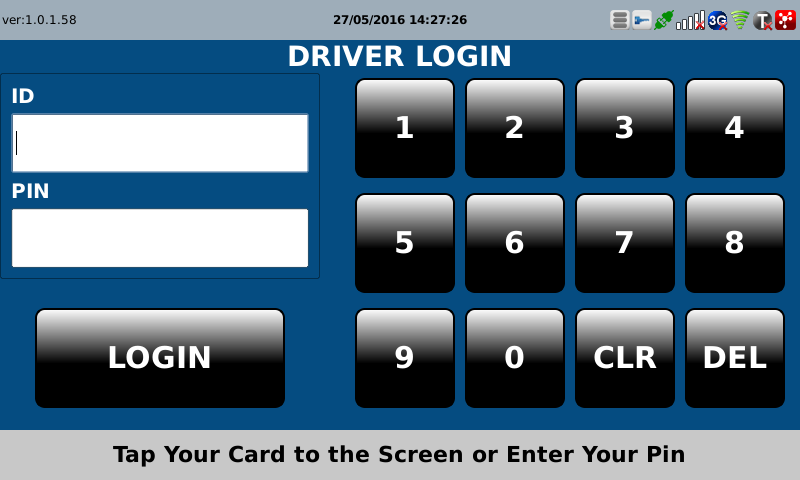 ver:1.0.1.58
27/05/2016 14:27:26
3G
T
DRIVER LOGIN
ID
PIN
1 2 3 4
5 6 7 8
9 0 CLR DEL
LOGIN
Tap Your Card to the Screen or Enter Your Pin